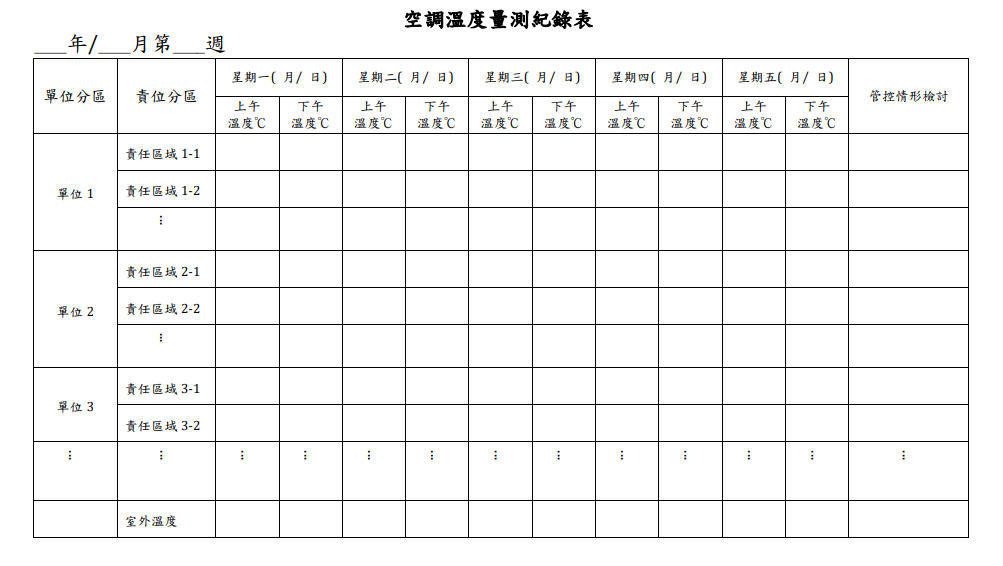 空調溫度量測紀錄表
___年/___月第___週
單位分區 責位分區 星期一( 月/ 日) 星期二( 月/ 日) 星期三( 月/ 日) 星期四( 月/ 日) 星期五( 月/ 日) 管控情形檢討
上午 下午 上午 下午 上午 下午 上午 下午 上午 下午
溫度℃ 溫度℃ 溫度℃ 溫度℃ 溫度℃ 溫度℃ 溫度℃ 溫度℃ 溫度℃ 溫度℃
單位 1
責任區域 1-1
責任區域 1-2
⋮
單位 2
責任區域 2-1
責任區域 2-2
⋮
單位 3
責任區域 3-1
責任區域 3-2
⋮ ⋮ ⋮ ⋮ ⋮ ⋮ ⋮ ⋮ ⋮ ⋮ ⋮ ⋮ ⋮
室外溫度